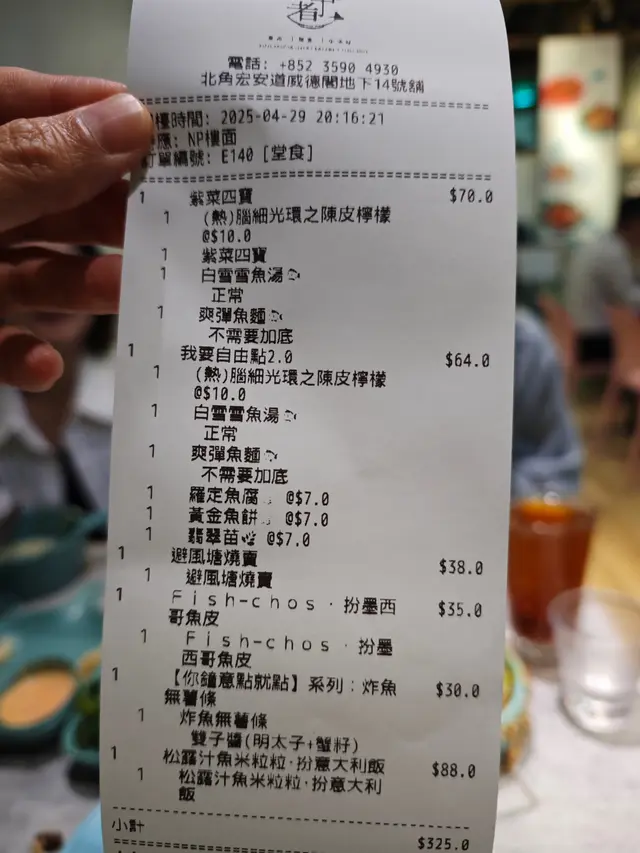 者
電話: +852 3590 4930
北角宏安道威德閣地下14號舖
樓時間: 2025-04-29 20:16:21
應: NP樓面
訂單編號: E140 [堂食]
1 紫菜四寶 $70.0
1 (熱)腦細光環之陳皮檸檬
@$10.0
1 紫菜四寶
1 白雪雪魚湯
正常
1 爽彈魚麵
不需要加底
1 我要自由點2.0 $64.0
1 (熱)腦細光環之陳皮檸檬
@$10.0
1 白雪雪魚湯
正常
1 爽彈魚麵
不需要加底
1 羅定魚腐 @$7.0
1 黃金魚餅 @$7.0
1 翡翠苗 @$7.0
1 避風塘燒賣 $38.0
1 避風塘燒賣
1 Fish-chos·扮墨西 $35.0
哥魚皮
1 Fish-chos·扮墨
西哥魚皮
1 【你鐘意點就點】系列：炸魚 $30.0
無薯條
1 炸魚無薯條
雙子醬(明太子+蟹籽)
1 松露汁魚米粒粒·扮意大利飯 $88.0
1 松露汁魚米粒粒·扮意大利
飯
小計 $325.0